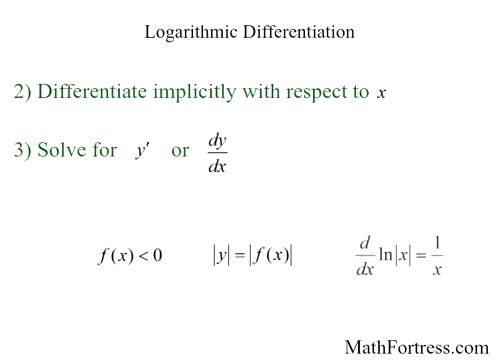 Logarithmic Differentiation
2) Differentiate implicitly with respect to x
3) Solve for y' or dy/dx
f(x) < 0 |y| = |f(x)| d/dx ln|x| = 1/x
MathFortress.com